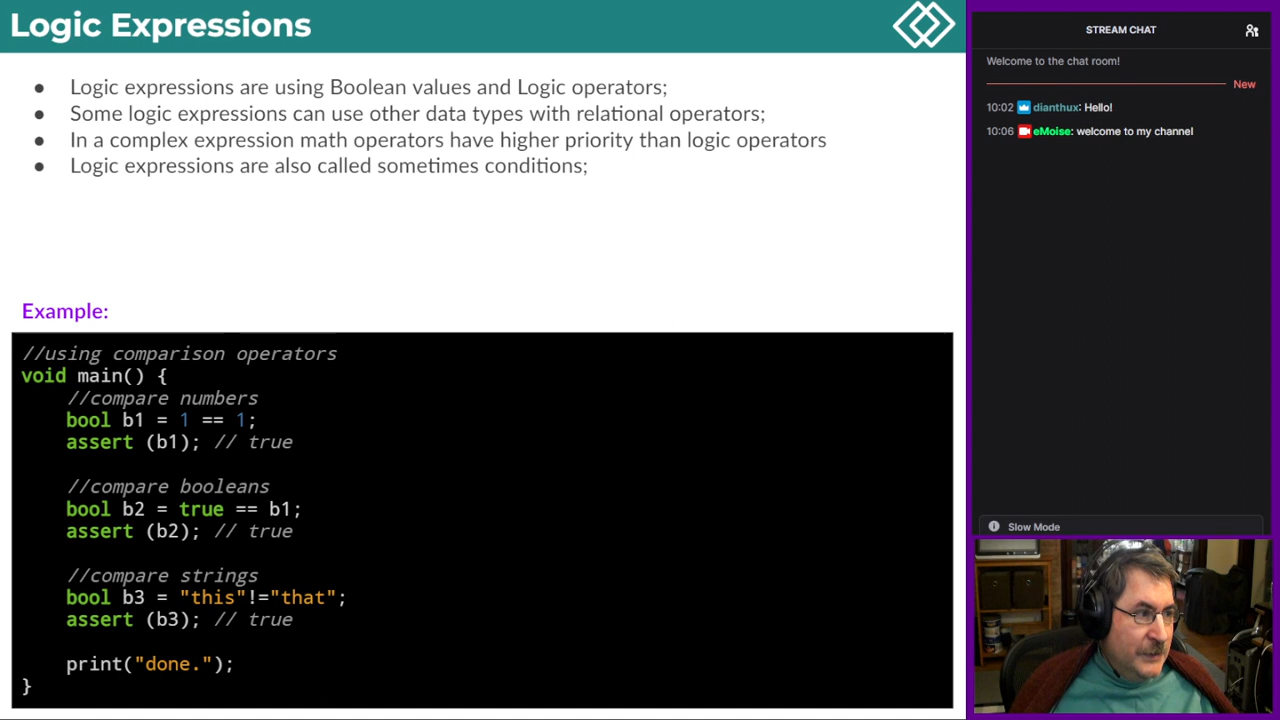 Logic Expressions
● Logic expressions are using Boolean values and Logic operators;
● Some logic expressions can use other data types with relational operators;
● In a complex expression math operators have higher priority than logic operators
● Logic expressions are also called sometimes conditions;
Example:
//using comparison operators
void main() {
    //compare numbers
    bool b1 = 1 == 1;
    assert (b1); // true

    //compare booleans
    bool b2 = true == b1;
    assert (b2); // true

    //compare strings
    bool b3 = "this"!="that";
    assert (b3); // true

    print("done.");
}
STREAM CHAT
Welcome to the chat room!
New
10:02 dianthux: Hello!
10:06 eMoise: welcome to my channel
Slow Mode